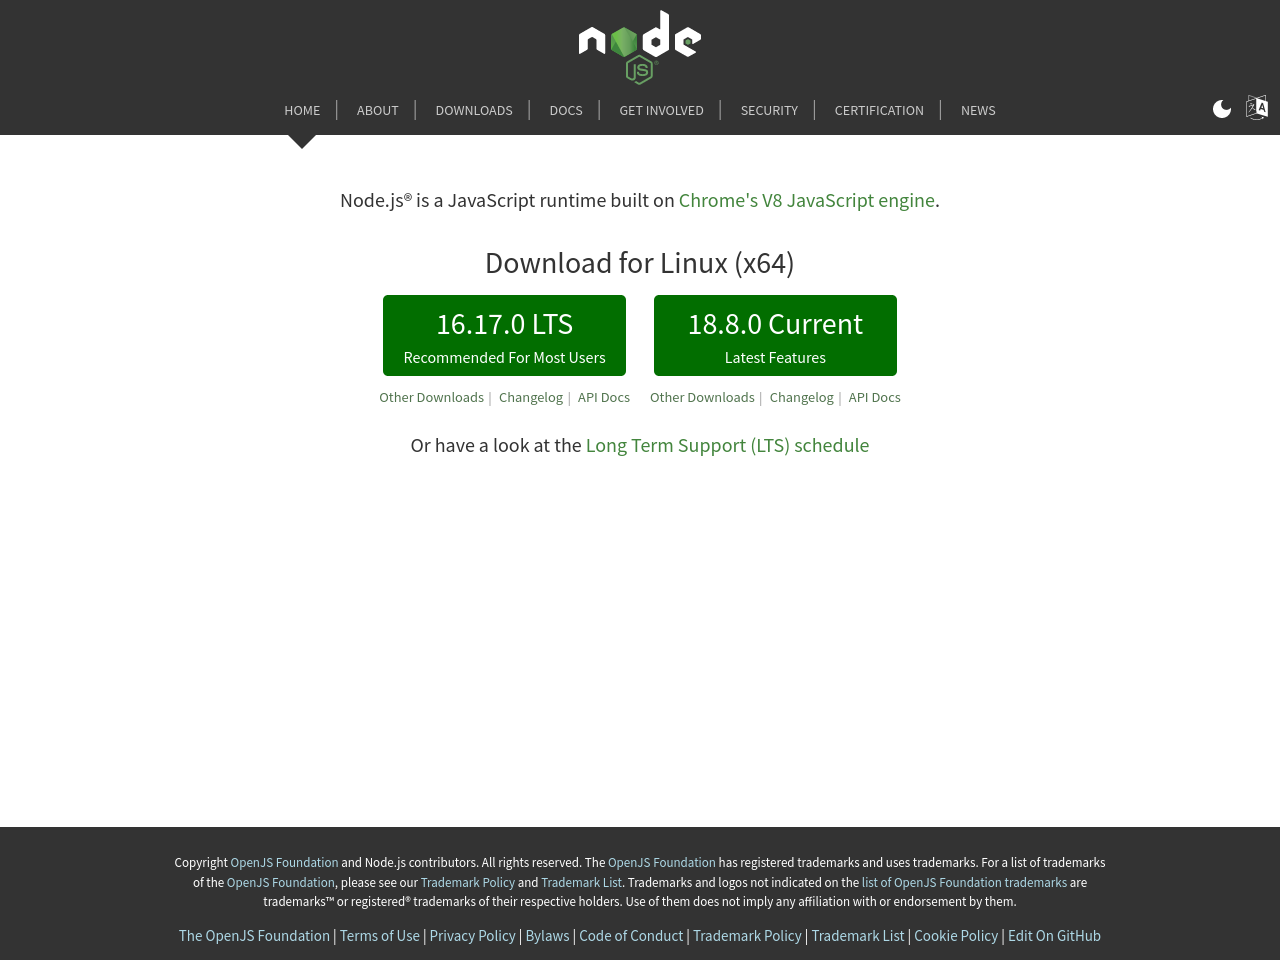 node
JS
HOME ABOUT DOWNLOADS DOCS GET INVOLVED SECURITY CERTIFICATION NEWS
Node.js® is a JavaScript runtime built on Chrome's V8 JavaScript engine.
Download for Linux (x64)
16.17.0 LTS
Recommended For Most Users
18.8.0 Current
Latest Features
Other Downloads | Changelog | API Docs
Other Downloads | Changelog | API Docs
Or have a look at the Long Term Support (LTS) schedule
Copyright OpenJS Foundation and Node.js contributors. All rights reserved. The OpenJS Foundation has registered trademarks and uses trademarks. For a list of trademarks
of the OpenJS Foundation, please see our Trademark Policy and Trademark List. Trademarks and logos not indicated on the list of OpenJS Foundation trademarks are
trademarks™ or registered® trademarks of their respective holders. Use of them does not imply any affiliation with or endorsement by them.
The OpenJS Foundation | Terms of Use | Privacy Policy | Bylaws | Code of Conduct | Trademark Policy | Trademark List | Cookie Policy | Edit On GitHub